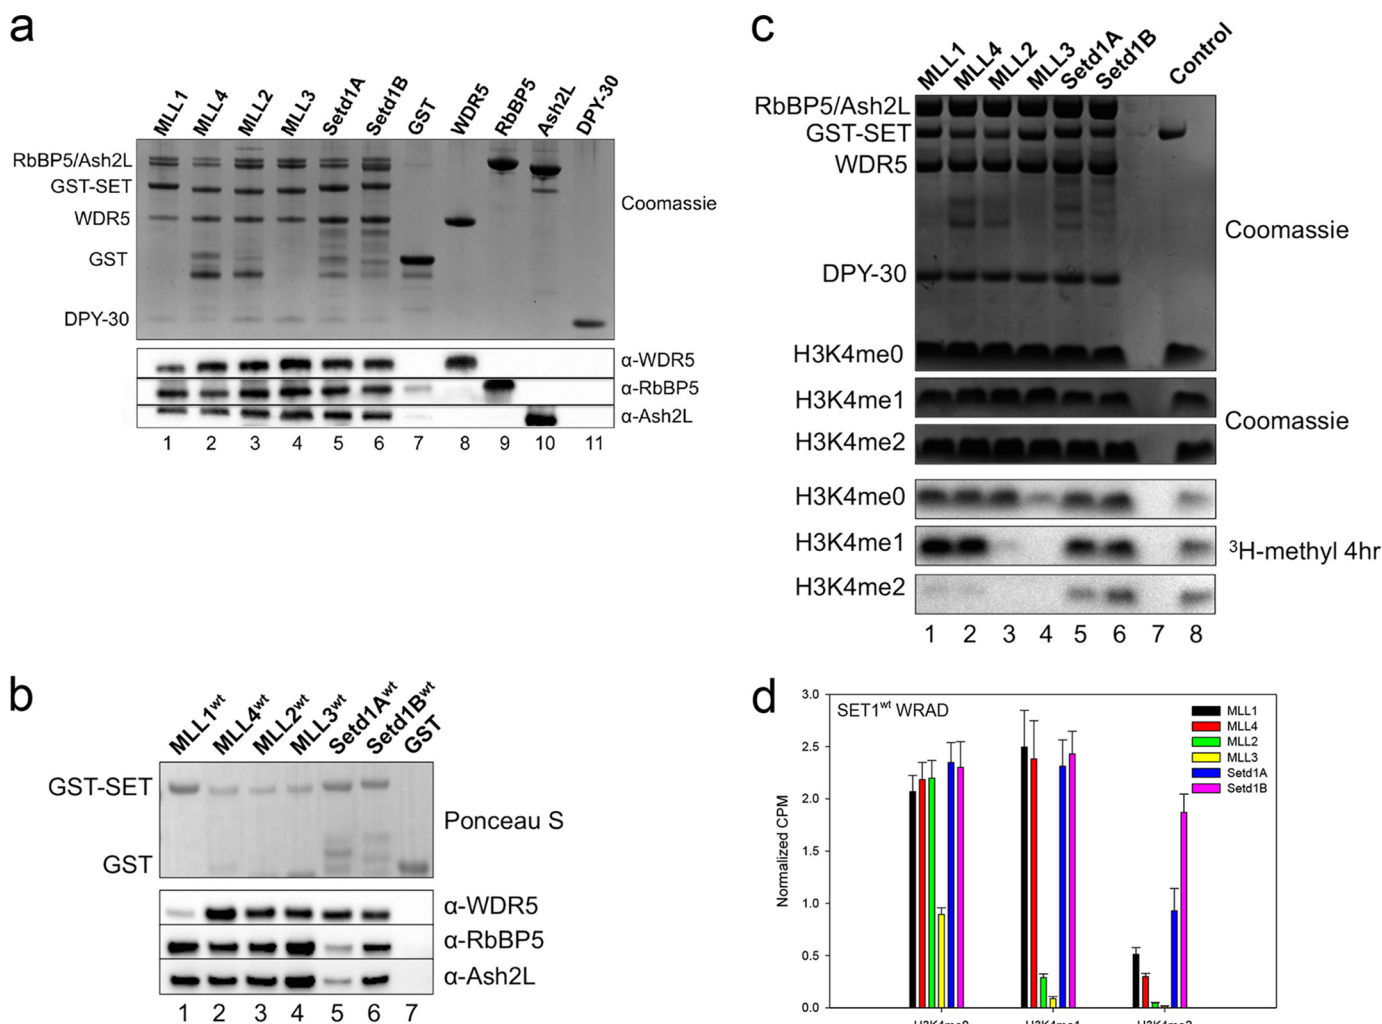 a
MLL1 MLL4 MLL2 MLL3 Setd1A Setd1B GST WDR5 RbBP5 Ash2L DPY-30
RbBP5/Ash2L
GST-SET
WDR5
GST
DPY-30
Coomassie
α-WDR5
α-RbBP5
α-Ash2L
1 2 3 4 5 6 7 8 9 10 11
b
MLL1wt MLL4wt MLL2wt MLL3wt Setd1Awt Setd1Bwt GST
GST-SET
GST
Ponceau S
α-WDR5
α-RbBP5
α-Ash2L
1 2 3 4 5 6 7
c
MLL1 MLL4 MLL2 MLL3 Setd1A Setd1B Control
RbBP5/Ash2L
GST-SET
WDR5
Coomassie
DPY-30
H3K4me0
H3K4me1
Coomassie
H3K4me2
H3K4me0
H3K4me1
³H-methyl 4hr
H3K4me2
1 2 3 4 5 6 7 8
d
SET1wt WRAD
MLL1
MLL4
MLL2
MLL3
Setd1A
Setd1B
Normalized CPM
3.0
2.5
2.0
1.5
1.0
0.5
0.0